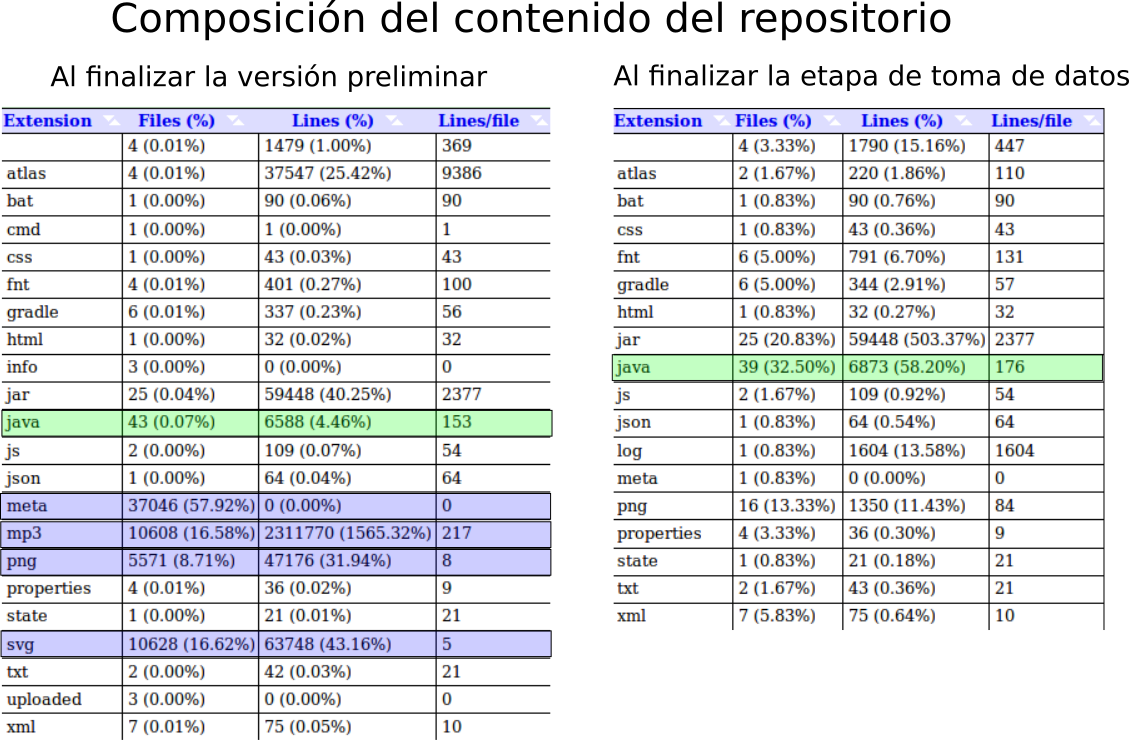 Composición del contenido del repositorio
Al finalizar la versión preliminar
Extension Files (%) Lines (%) Lines/file
4 (0.01%) 1479 (1.00%) 369
atlas 4 (0.01%) 37547 (25.42%) 9386
bat 1 (0.00%) 90 (0.06%) 90
cmd 1 (0.00%) 1 (0.00%) 1
css 1 (0.00%) 43 (0.03%) 43
fnt 4 (0.01%) 401 (0.27%) 100
gradle 6 (0.01%) 337 (0.23%) 56
html 1 (0.00%) 32 (0.02%) 32
info 3 (0.00%) 0 (0.00%) 0
jar 25 (0.04%) 59448 (40.25%) 2377
java 43 (0.07%) 6588 (4.46%) 153
js 2 (0.00%) 109 (0.07%) 54
json 1 (0.00%) 64 (0.04%) 64
meta 37046 (57.92%) 0 (0.00%) 0
mp3 10608 (16.58%) 2311770 (1565.32%) 217
png 5571 (8.71%) 47176 (31.94%) 8
properties 4 (0.01%) 36 (0.02%) 9
state 1 (0.00%) 21 (0.01%) 21
svg 10628 (16.62%) 63748 (43.16%) 5
txt 2 (0.00%) 42 (0.03%) 21
uploaded 3 (0.00%) 0 (0.00%) 0
xml 7 (0.01%) 75 (0.05%) 10
Al finalizar la etapa de toma de datos
Extension Files (%) Lines (%) Lines/file
4 (3.33%) 1790 (15.16%) 447
atlas 2 (1.67%) 220 (1.86%) 110
bat 1 (0.83%) 90 (0.76%) 90
css 1 (0.83%) 43 (0.36%) 43
fnt 6 (5.00%) 791 (6.70%) 131
gradle 6 (5.00%) 344 (2.91%) 57
html 1 (0.83%) 32 (0.27%) 32
jar 25 (20.83%) 59448 (503.37%) 2377
java 39 (32.50%) 6873 (58.20%) 176
js 2 (1.67%) 109 (0.92%) 54
json 1 (0.83%) 64 (0.54%) 64
log 1 (0.83%) 1604 (13.58%) 1604
meta 1 (0.83%) 0 (0.00%) 0
png 16 (13.33%) 1350 (11.43%) 84
properties 4 (3.33%) 36 (0.30%) 9
state 1 (0.83%) 21 (0.18%) 21
txt 2 (1.67%) 43 (0.36%) 21
xml 7 (5.83%) 75 (0.64%) 10